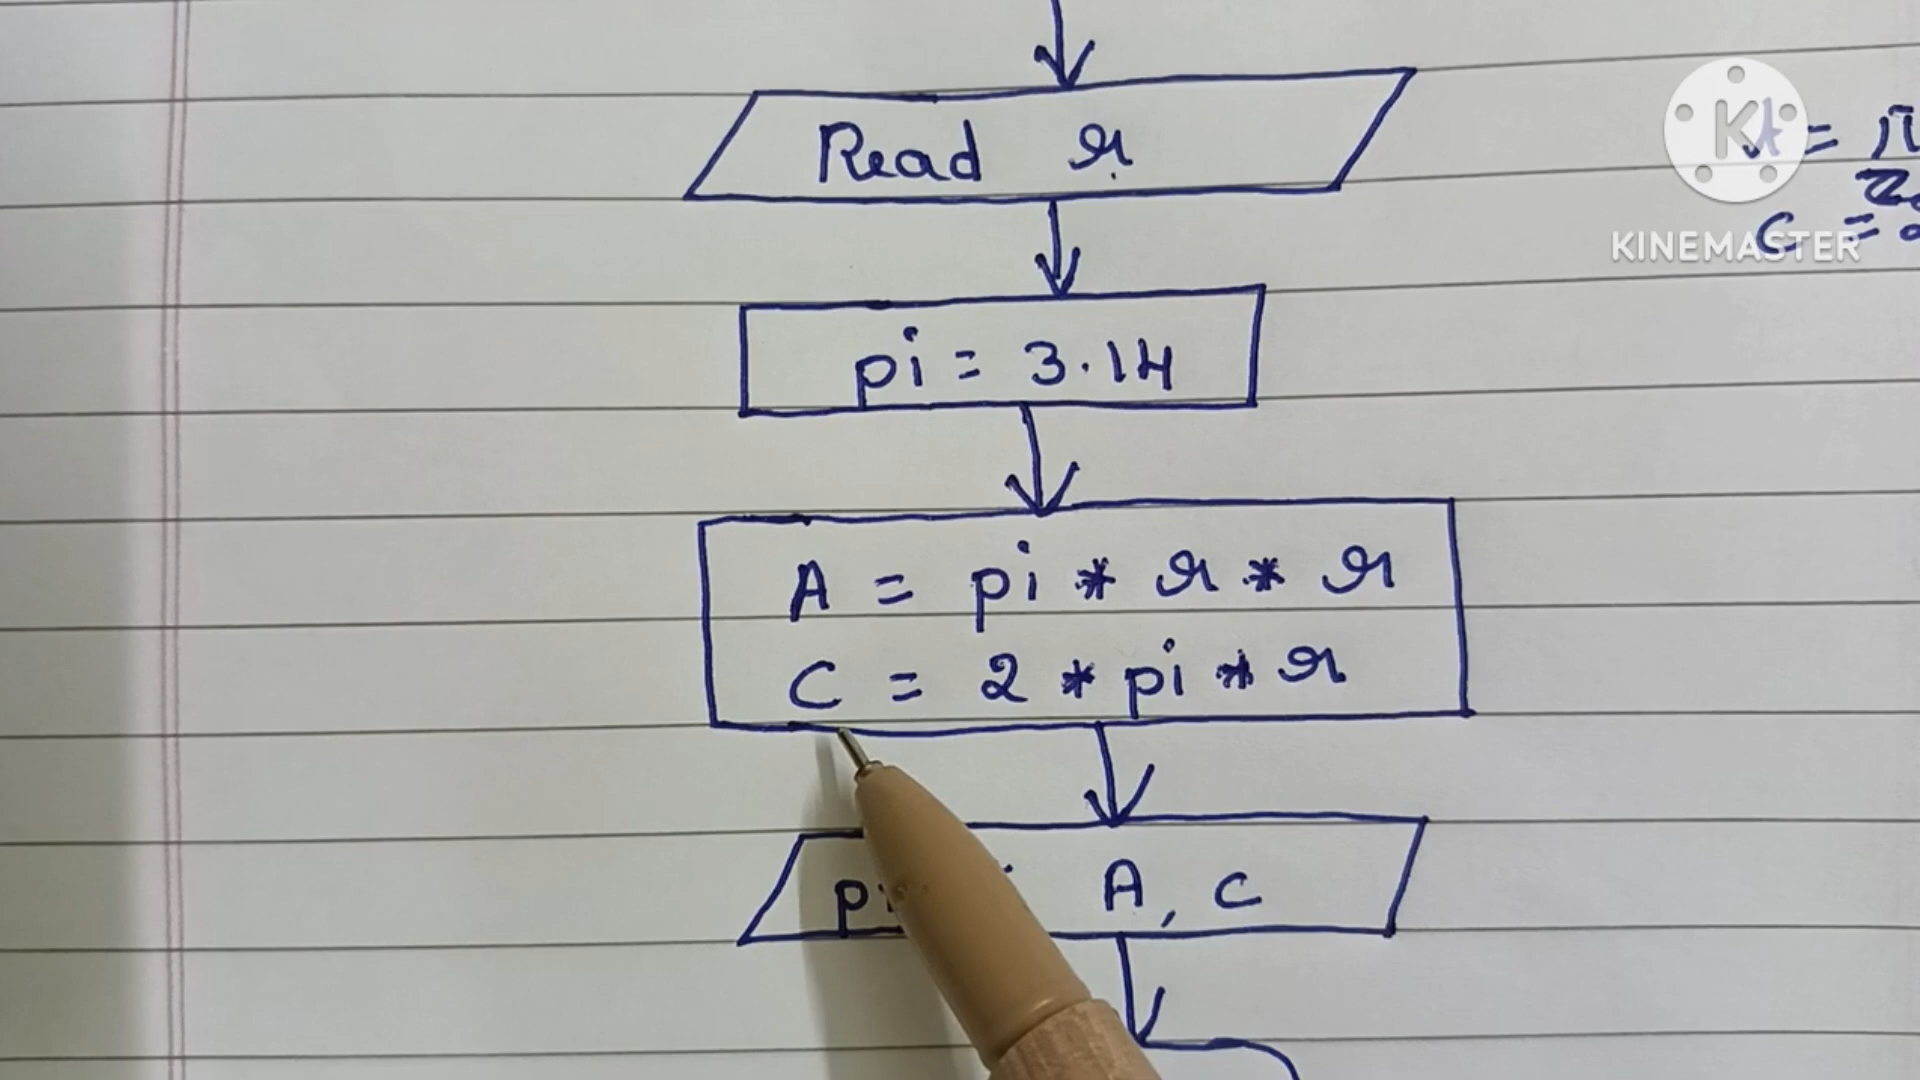 Read r
pi = 3.14
A = pi * r * r
C = 2 * pi * r
A, C
A = π
C =
KINEMASTER